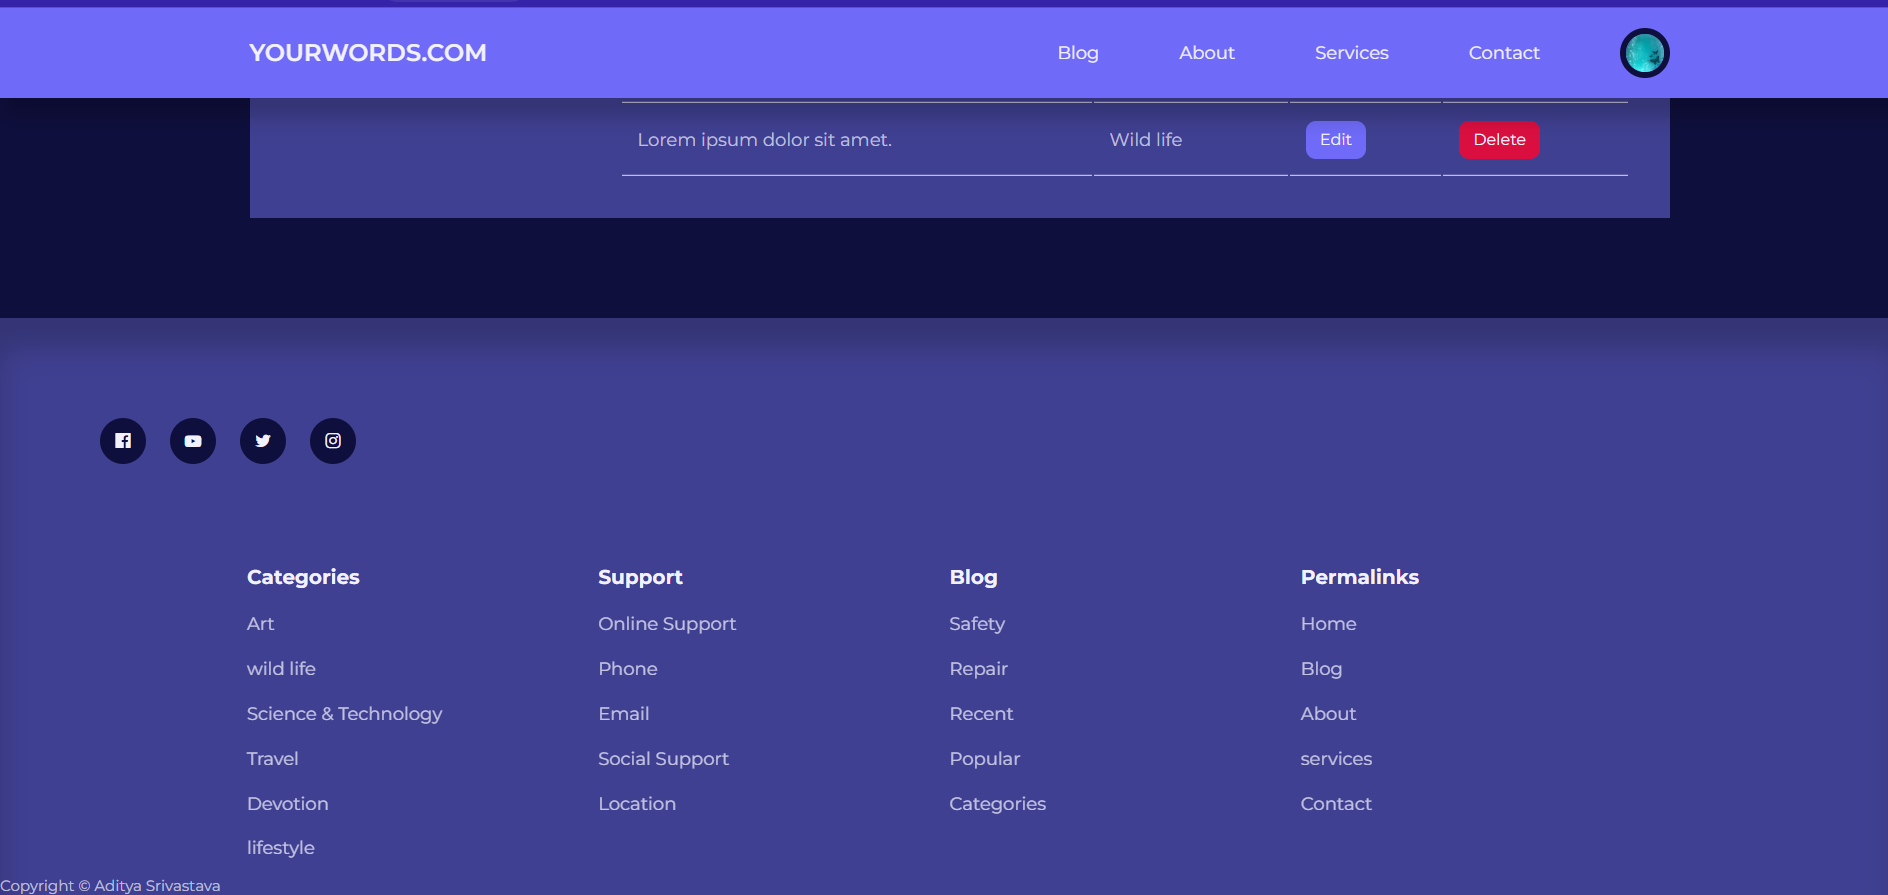 YOURWORDS.COM Blog About Services Contact
Lorem ipsum dolor sit amet. Wild life Edit Delete
Categories Support Blog Permalinks
Art Online Support Safety Home
wild life Phone Repair Blog
Science & Technology Email Recent About
Travel Social Support Popular services
Devotion Location Categories Contact
lifestyle
Copyright © Aditya Srivastava